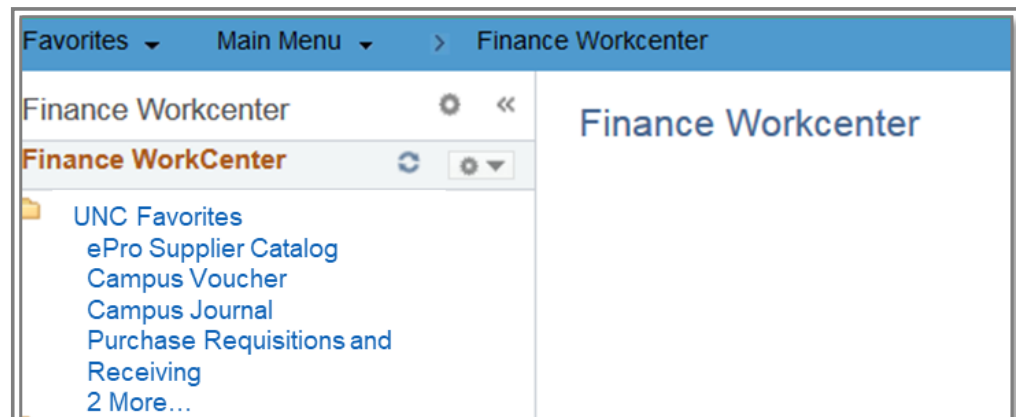 Favorites Main Menu > Finance Workcenter
Finance Workcenter «
Finance Workcenter
Finance WorkCenter
UNC Favorites
ePro Supplier Catalog
Campus Voucher
Campus Journal
Purchase Requisitions and
Receiving
2 More...